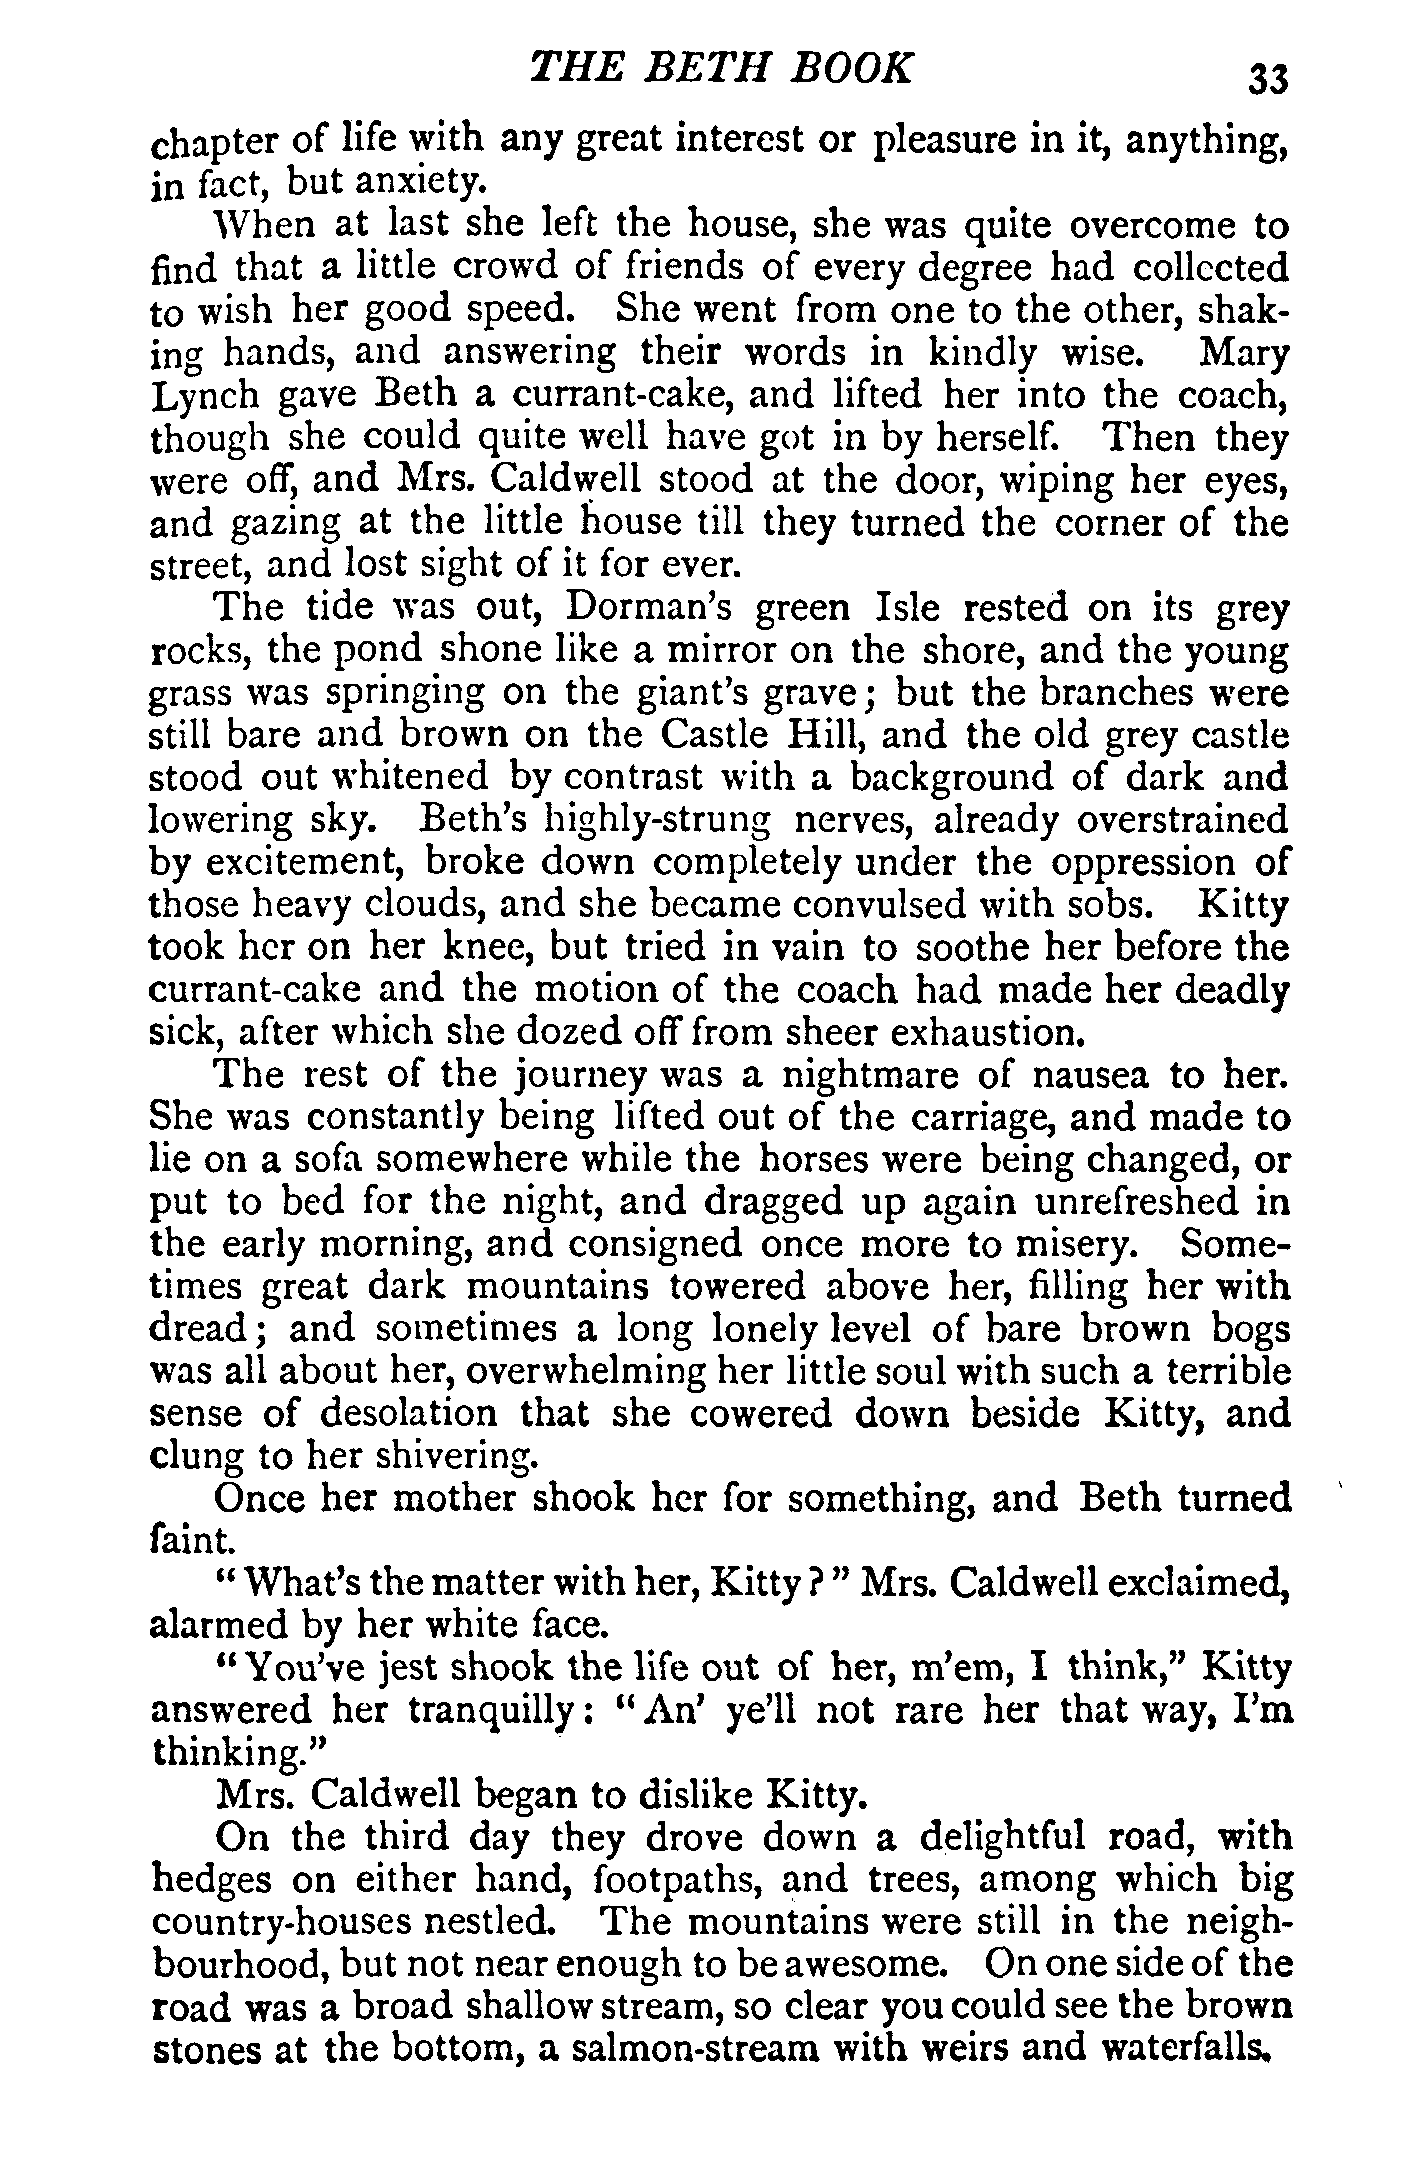 THE BETH BOOK 33
chapter of life with any great interest or pleasure in it, anything,
in fact, but anxiety.
When at last she left the house, she was quite overcome to
find that a little crowd of friends of every degree had collected
to wish her good speed. She went from one to the other, shak-
ing hands, and answering their words in kindly wise. Mary
Lynch gave Beth a currant-cake, and lifted her into the coach,
though she could quite well have got in by herself. Then they
were off, and Mrs. Caldwell stood at the door, wiping her eyes,
and gazing at the little house till they turned the corner of the
street, and lost sight of it for ever.
The tide was out, Dorman's green Isle rested on its grey
rocks, the pond shone like a mirror on the shore, and the young
grass was springing on the giant's grave; but the branches were
still bare and brown on the Castle Hill, and the old grey castle
stood out whitened by contrast with a background of dark and
lowering sky. Beth's highly-strung nerves, already overstrained
by excitement, broke down completely under the oppression of
those heavy clouds, and she became convulsed with sobs. Kitty
took her on her knee, but tried in vain to soothe her before the
currant-cake and the motion of the coach had made her deadly
sick, after which she dozed off from sheer exhaustion.
The rest of the journey was a nightmare of nausea to her.
She was constantly being lifted out of the carriage, and made to
lie on a sofa somewhere while the horses were being changed, or
put to bed for the night, and dragged up again unrefreshed in
the early morning, and consigned once more to misery. Some-
times great dark mountains towered above her, filling her with
dread; and sometimes a long lonely level of bare brown bogs
was all about her, overwhelming her little soul with such a terrible
sense of desolation that she cowered down beside Kitty, and
clung to her shivering.
Once her mother shook her for something, and Beth turned
faint.
"What's the matter with her, Kitty?" Mrs. Caldwell exclaimed,
alarmed by her white face.
"You've jest shook the life out of her, m'em, I think," Kitty
answered her tranquilly: "An' ye'll not rare her that way, I'm
thinking."
Mrs. Caldwell began to dislike Kitty.
On the third day they drove down a delightful road, with
hedges on either hand, footpaths, and trees, among which big
country-houses nestled. The mountains were still in the neigh-
bourhood, but not near enough to be awesome. On one side of the
road was a broad shallow stream, so clear you could see the brown
stones at the bottom, a salmon-stream with weirs and waterfalls.